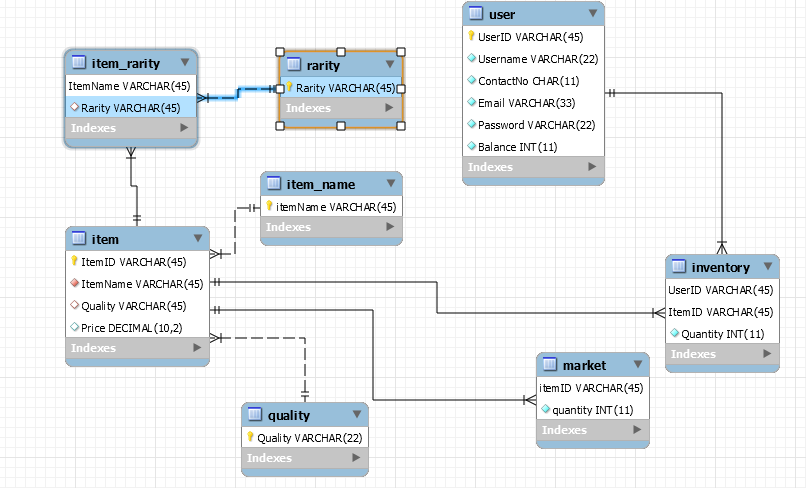 user
UserID VARCHAR(45)
Username VARCHAR(22)
ContactNo CHAR(11)
Email VARCHAR(33)
Password VARCHAR(22)
Balance INT(11)
Indexes
item_rarity
ItemName VARCHAR(45)
Rarity VARCHAR(45)
Indexes
rarity
Rarity VARCHAR(45)
Indexes
item_name
itemName VARCHAR(45)
Indexes
item
ItemID VARCHAR(45)
ItemName VARCHAR(45)
Quality VARCHAR(45)
Price DECIMAL(10,2)
Indexes
inventory
UserID VARCHAR(45)
ItemID VARCHAR(45)
Quantity INT(11)
Indexes
market
itemID VARCHAR(45)
quantity INT(11)
Indexes
quality
Quality VARCHAR(22)
Indexes